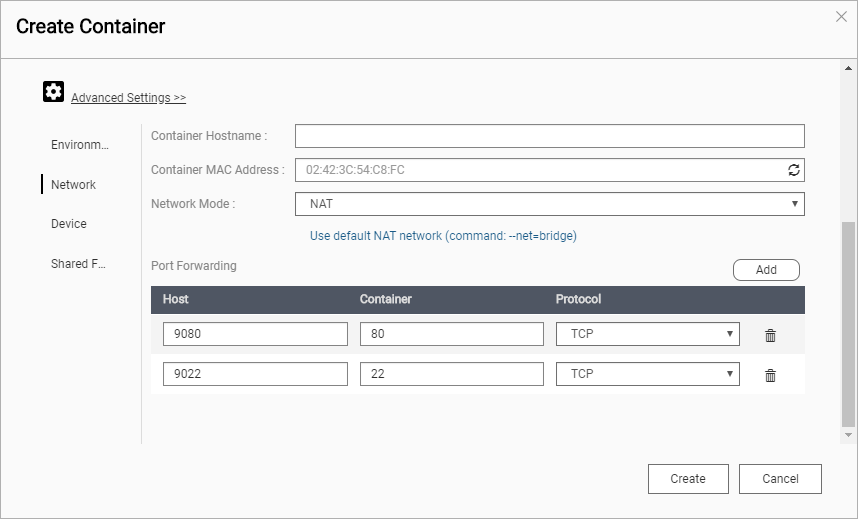 Create Container
Advanced Settings >>
Environm...
Network
Device
Shared F...
Container Hostname :
Container MAC Address : 02:42:3C:54:C8:FC
Network Mode : NAT
Use default NAT network (command: --net=bridge)
Port Forwarding Add
Host Container Protocol
9080 80 TCP
9022 22 TCP
Create Cancel